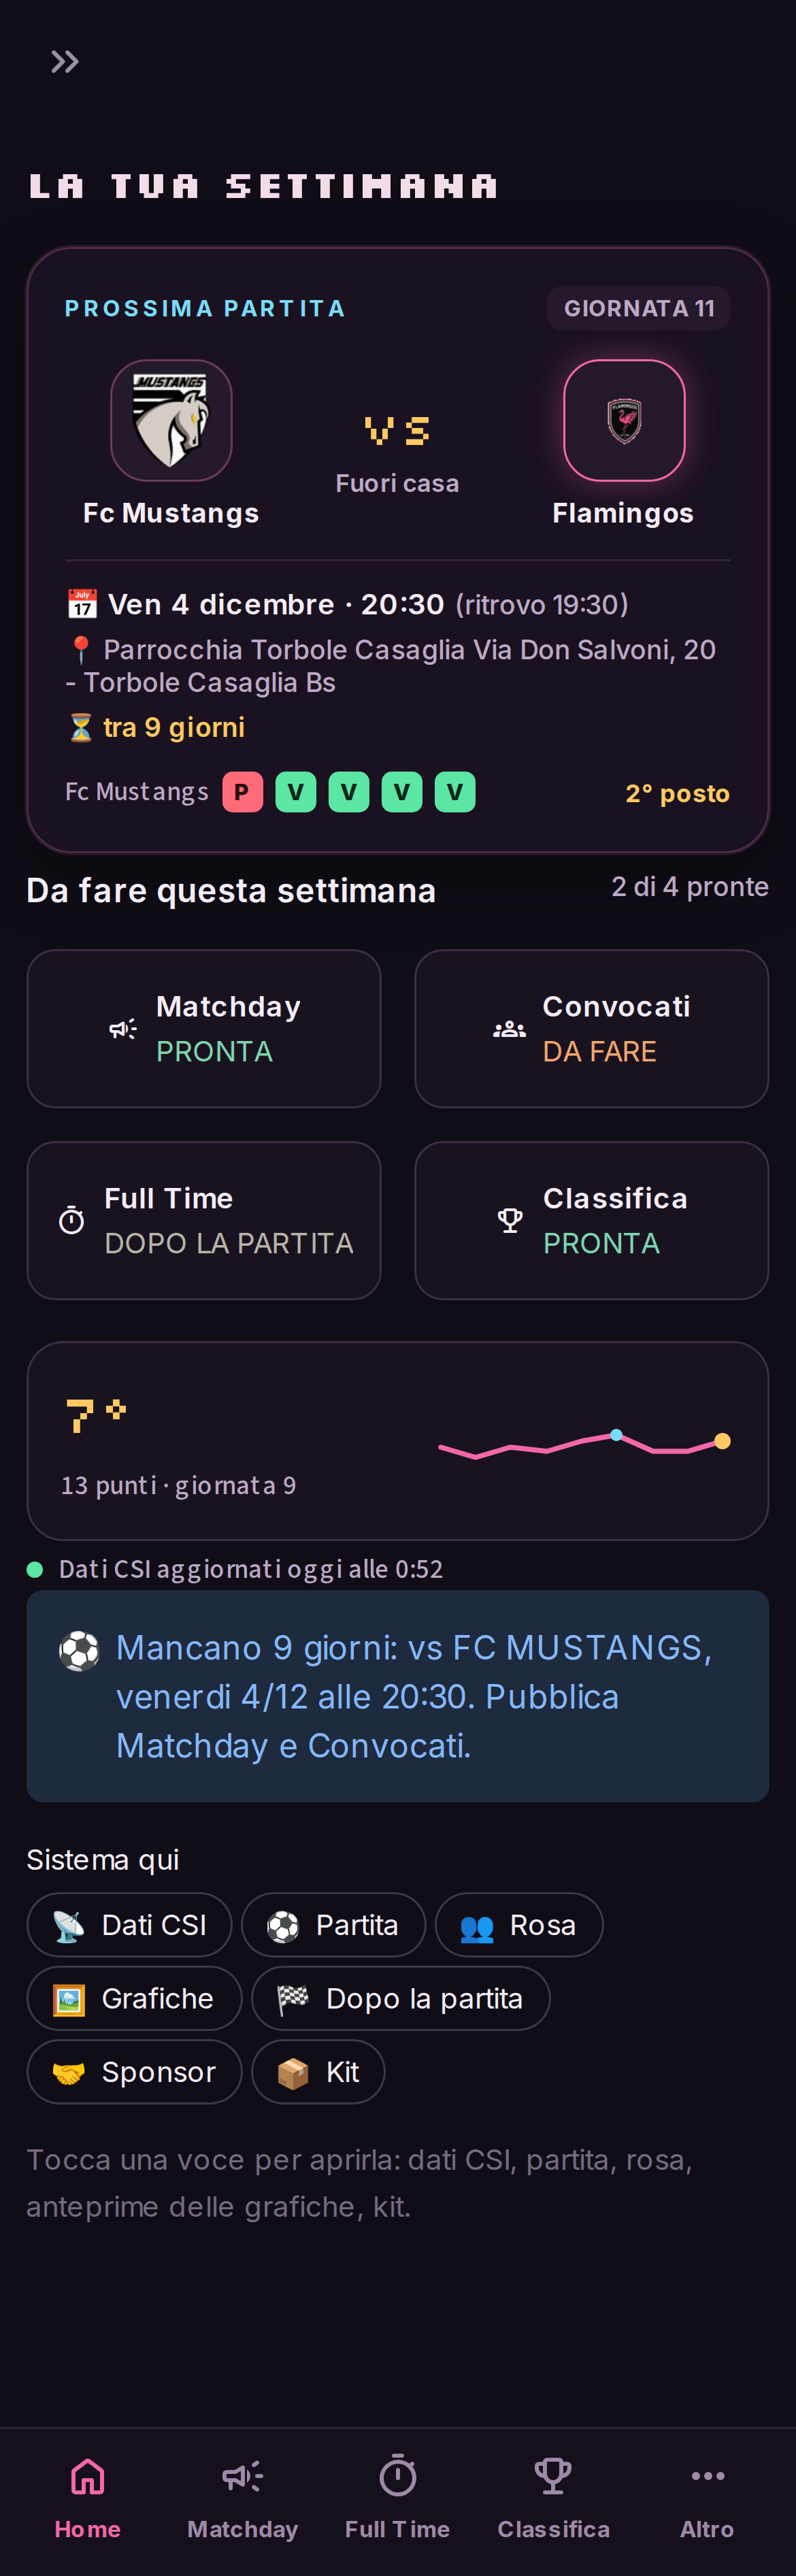 LA TUA SETTIMANA
PROSSIMA PARTITA
GIORNATA 11
MUSTANGS
FLAMINGOS
VS
Fuori casa
Fc Mustangs
Flamingos
July
17
Ven 4 dicembre · 20:30 (ritrovo 19:30)
Parrocchia Torbole Casaglia Via Don Salvoni, 20
- Torbole Casaglia Bs
tra 9 giorni
Fc Mustangs P V V V V
2° posto
Da fare questa settimana
2 di 4 pronte
Matchday
PRONTA
Convocati
DA FARE
Full Time
DOPO LA PARTITA
Classifica
PRONTA
7°
13 punti · giornata 9
Dati CSI aggiornati oggi alle 0:52
Mancano 9 giorni: vs FC MUSTANGS,
venerdi 4/12 alle 20:30. Pubblica
Matchday e Convocati.
Sistema qui
Dati CSI
Partita
Rosa
Grafiche
Dopo la partita
Sponsor
Kit
Tocca una voce per aprirla: dati CSI, partita, rosa,
anteprime delle grafiche, kit.
Home
Matchday
Full Time
Classifica
Altro